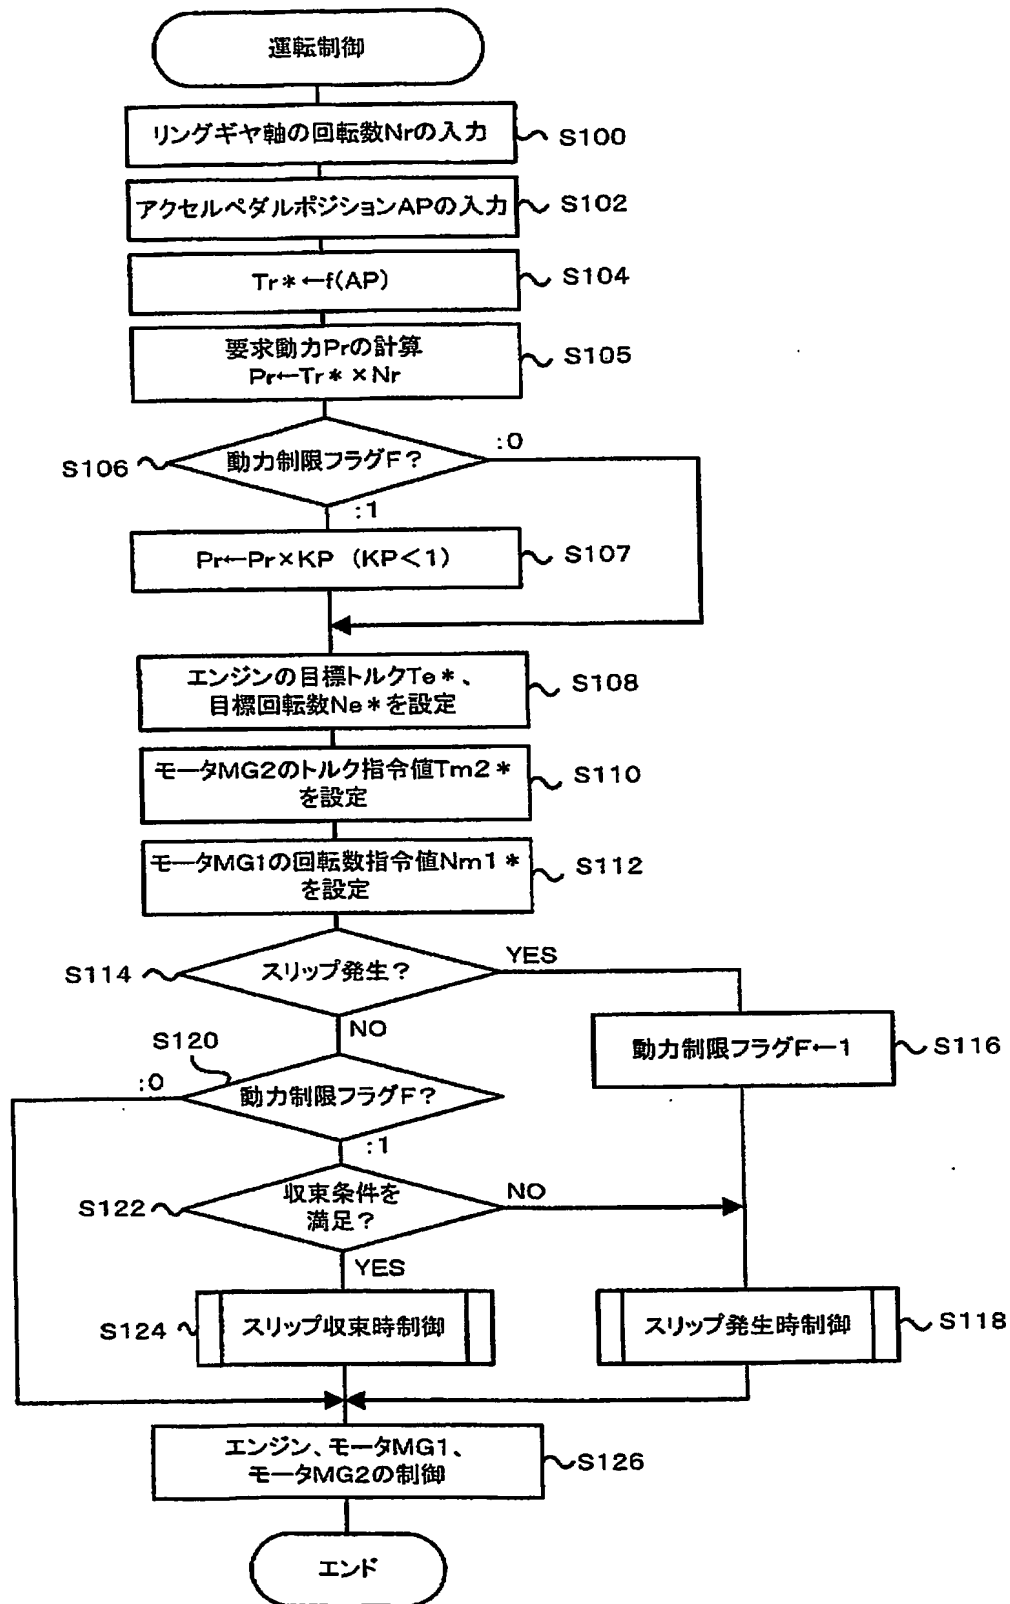 運転制御
リングギヤ軸の回転数Nrの入力
S100
アクセルペダルポジションAPの入力
S102
Tr*←f(AP)
S104
要求動力Prの計算
Pr←Tr*×Nr
S105
動力制限フラグF?
S106
:0
:1
Pr←Pr×KP (KP<1)
S107
エンジンの目標トルクTe*、
目標回転数Ne*を設定
S108
モータMG2のトルク指令値Tm2*
を設定
S110
モータMG1の回転数指令値Nm1*
を設定
S112
スリップ発生?
S114
YES
NO
動力制限フラグF←1
S116
S120
:0
動力制限フラグF?
:1
収束条件を
満足?
S122
NO
YES
スリップ収束時制御
S124
スリップ発生時制御
S118
エンジン、モータMG1、
モータMG2の制御
S126
エンド